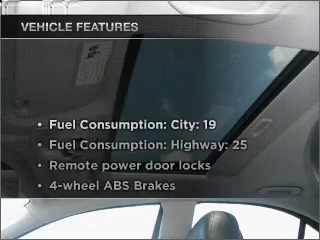 VEHICLE FEATURES
• Fuel Consumption: City: 19
• Fuel Consumption: Highway: 25
• Remote power door locks
• 4-wheel ABS Brakes